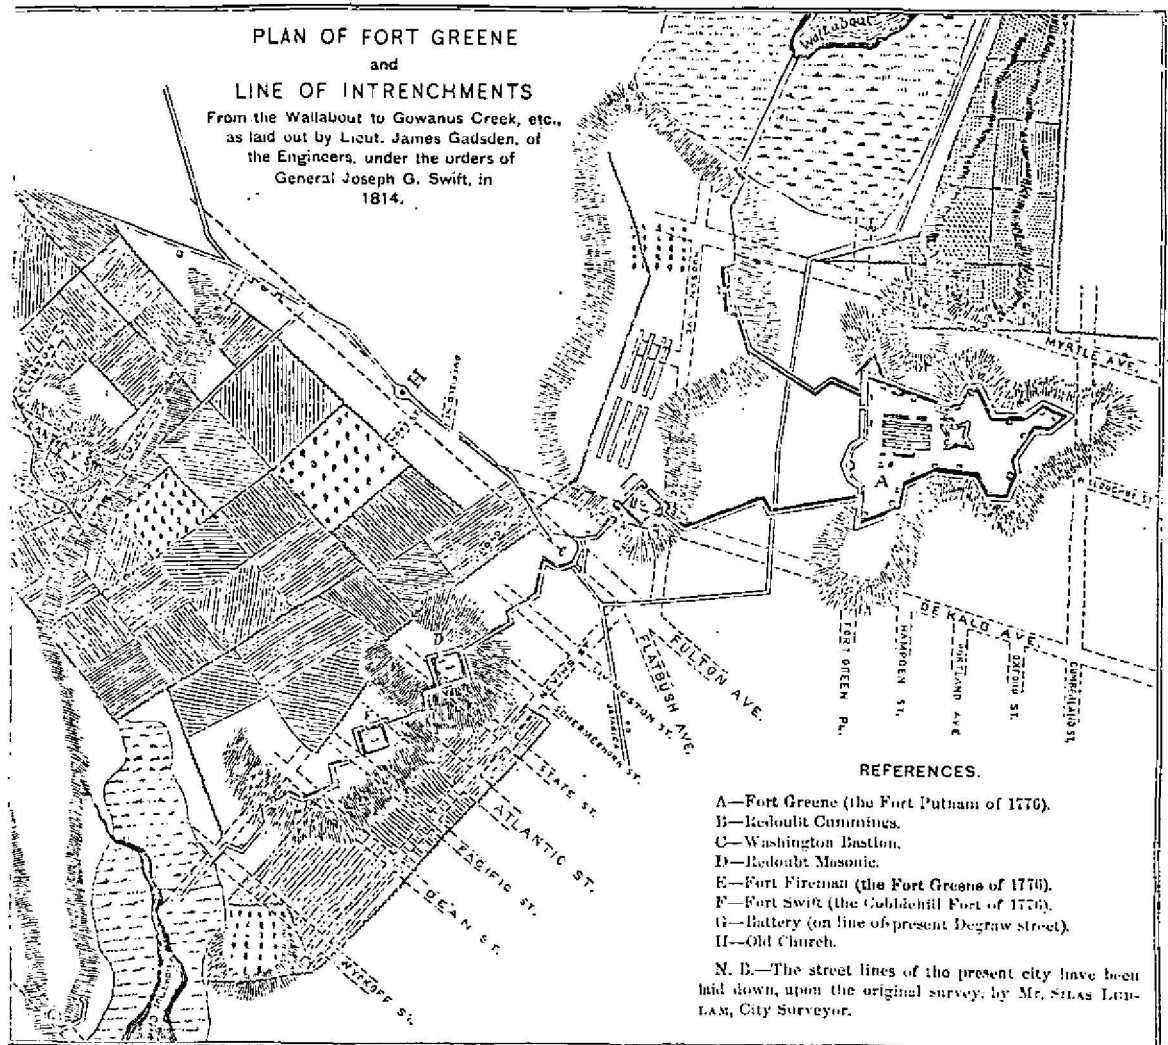 PLAN OF FORT GREENE
and
LINE OF INTRENCHMENTS
From the Wallabout to Gowanus Creek, etc.,
as laid out by Lieut. James Gadsden, of
the Engineers, under the orders of
General Joseph G. Swift, in
1814.
Wallabout
HUDSON AVE.
MYRTLE AVE.
H
A
D
DE KALB AVE.
FORT GREEN PL.
HAMPDEN ST.
PORTLAND AVE
OXFORD ST.
CUMBERLAND ST.
FULTON AVE.
FLATBUSH AVE.
LIVINGSTON ST.
SCHERMERHORN ST.
STATE ST.
ATLANTIC ST.
PACIFIC ST.
DEAN ST.
WYKOFF ST.
REFERENCES.
A—Fort Greene (the Fort Putnam of 1776).
B—Redoubt Cummings.
C—Washington Bastion.
D—Redoubt Masonic.
E—Fort Fireman (the Fort Greene of 1776).
F—Fort Swift (the Cobblehill Fort of 1776).
G—Battery (on line of present Degraw street).
H—Old Church.
N. B.—The street lines of the present city have been
laid down, upon the original survey, by Mr. SILAS LUD-
LAM, City Surveyor.